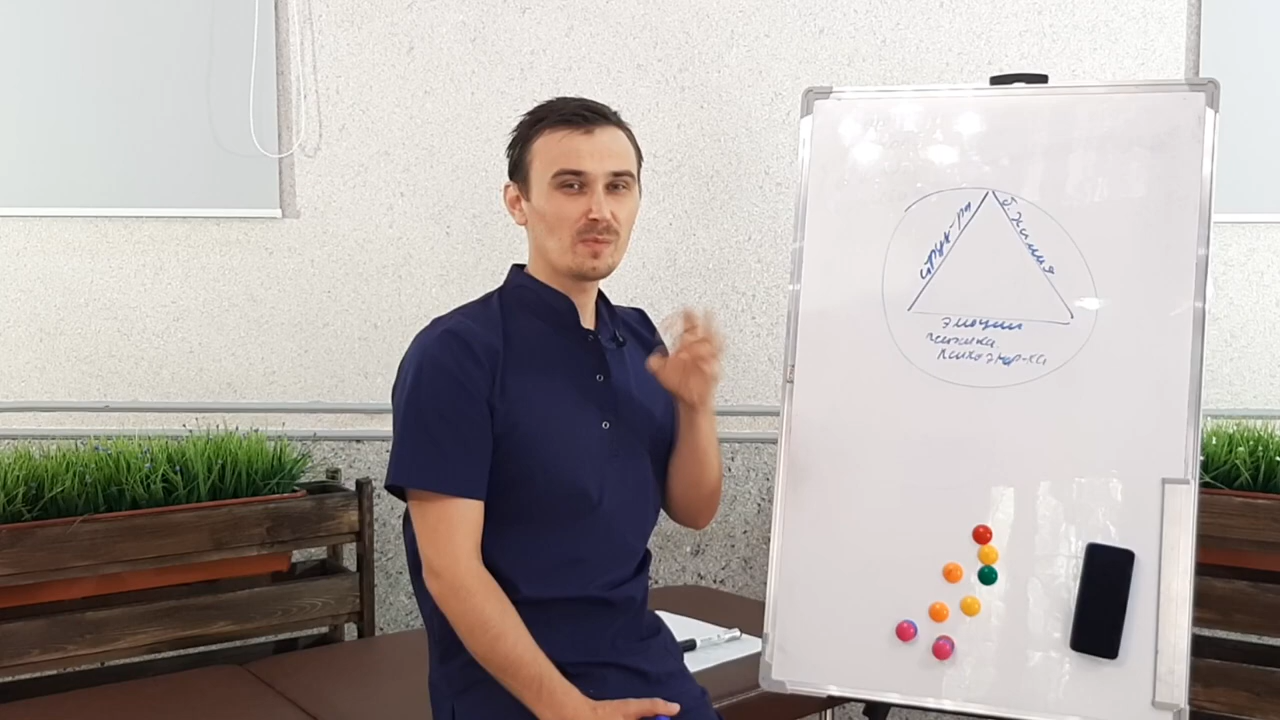 струк-ра
б.химия
эмоции
психика
психоэнер-ка